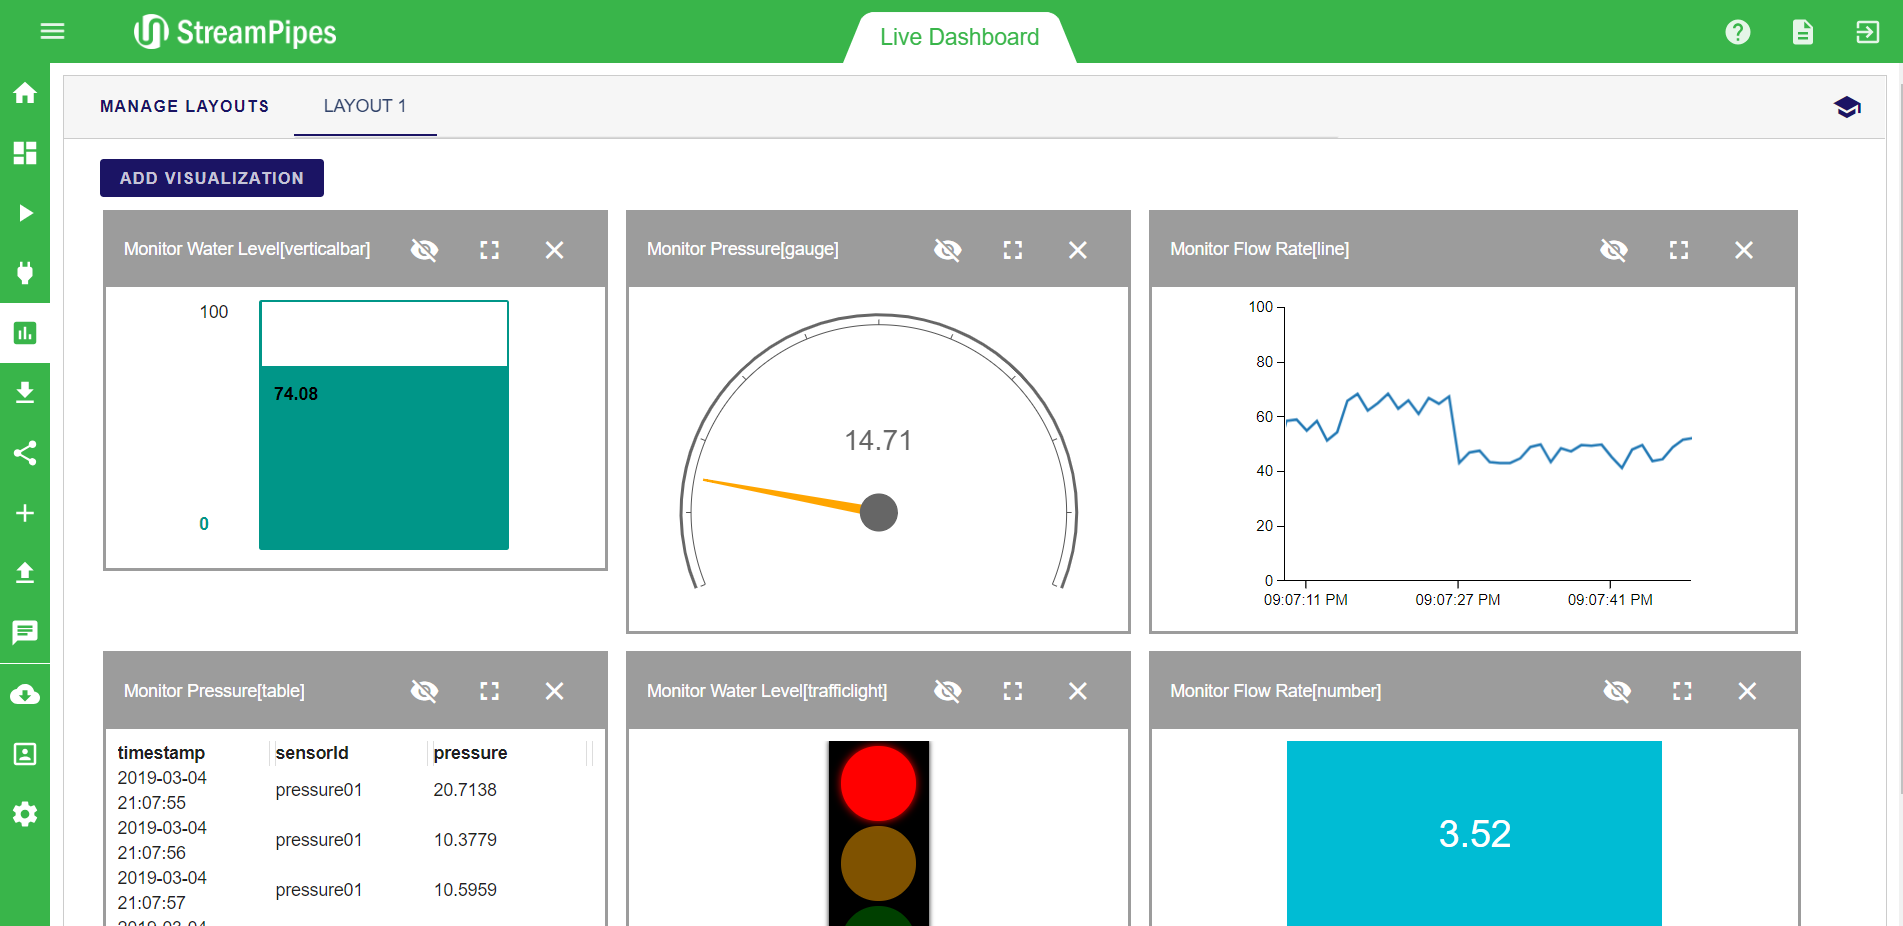 StreamPipes
Live Dashboard
MANAGE LAYOUTS
LAYOUT 1
ADD VISUALIZATION
Monitor Water Level[verticalbar]
100
74.08
0
Monitor Pressure[gauge]
14.71
Monitor Flow Rate[line]
100
80
60
40
20
0
09:07:11 PM 09:07:27 PM 09:07:41 PM
Monitor Pressure[table]
timestamp sensorId pressure
2019-03-04
21:07:55 pressure01 20.7138
2019-03-04
21:07:56 pressure01 10.3779
2019-03-04
21:07:57 pressure01 10.5959
2019-03-04
Monitor Water Level[trafficlight]
Monitor Flow Rate[number]
3.52